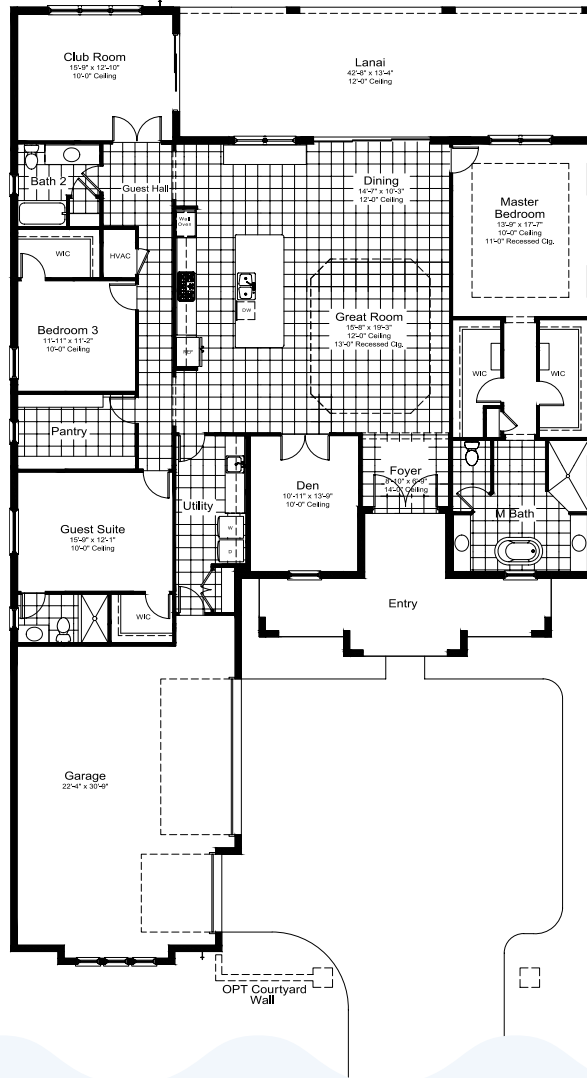 Club Room
15'-9" x 12'-10"
10'-0" Ceiling
Lanai
42'-8" x 13'-4"
12'-0" Ceiling
Bath 2
Guest Hall
Dining
14'-7" x 10'-3"
12'-0" Ceiling
Master
Bedroom
13'-9" x 17'-7"
10'-0" Ceiling
11'-0" Recessed Clg.
Wall
Oven
WIC
HVAC
DW
Great Room
15'-8" x 19'-3"
12'-0" Ceiling
13'-0" Recessed Clg.
Bedroom 3
11'-11" x 11'-2"
10'-0" Ceiling
REF
WIC
WIC
Pantry
Den
10'-11" x 13'-9"
10'-0" Ceiling
Foyer
8'-10" x 6'-9"
14'-0" Ceiling
Utility
M Bath
Guest Suite
15'-9" x 12'-1"
10'-0" Ceiling
W
D
WIC
Entry
Garage
22'-4" x 30'-9"
OPT Courtyard
Wall